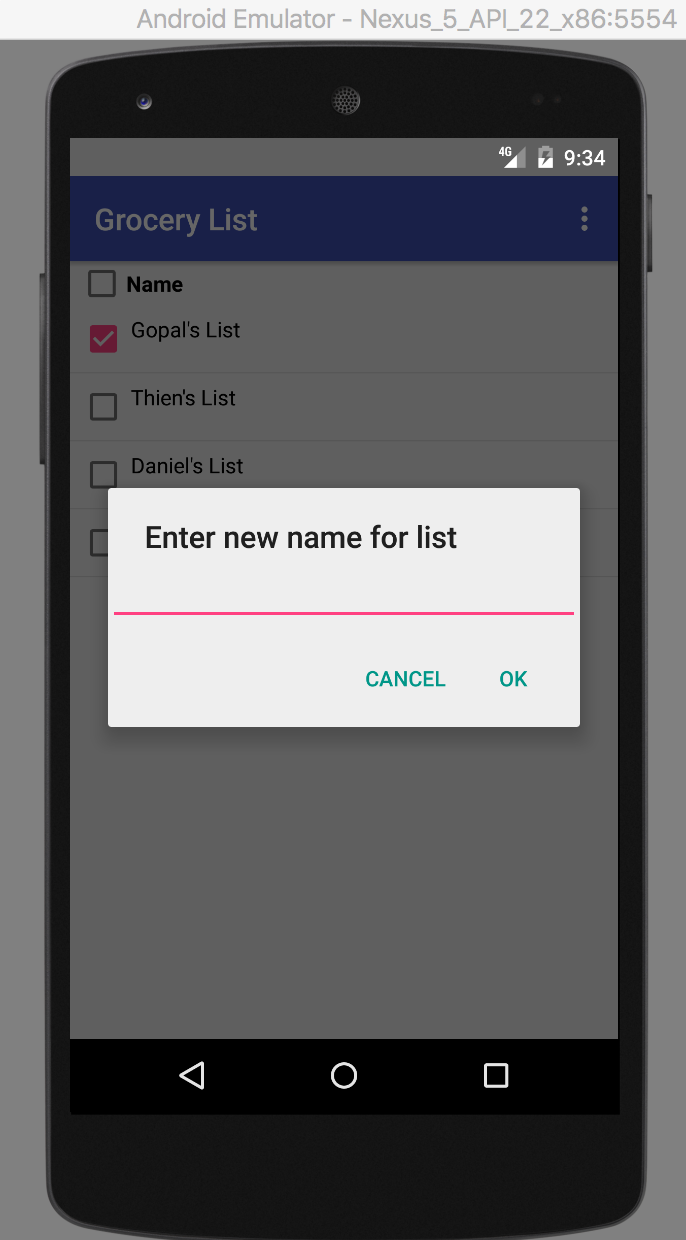 Android Emulator - Nexus_5_API_22_x86:5554
4G 9:34
Grocery List
Name
Gopal's List
Thien's List
Daniel's List
Enter new name for list
CANCEL OK